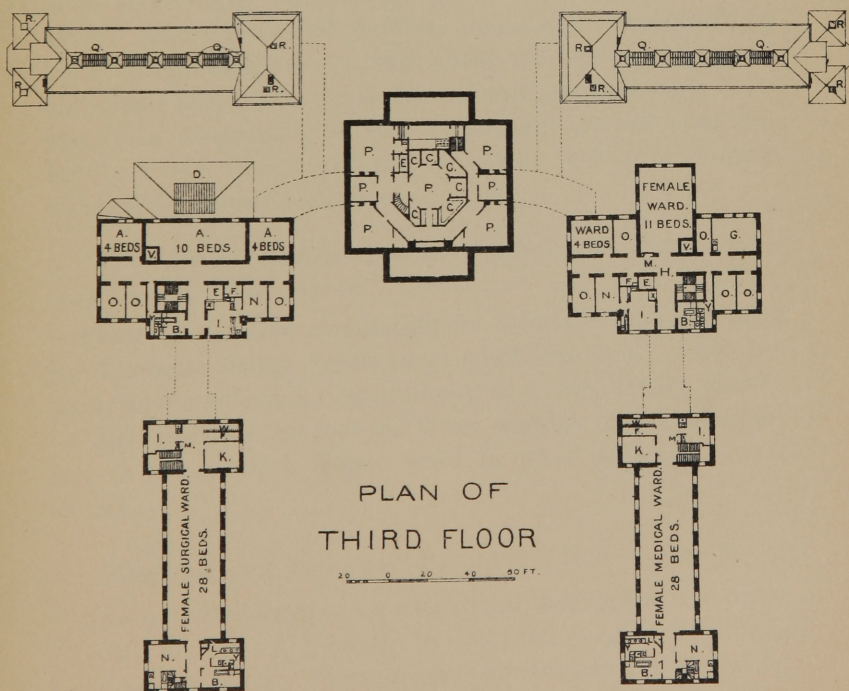 R.
Q.
Q.
R.
R.
R.
R.
Q.
Q.
R.
R.
R.
D.
A.
4 BEDS
A.
10 BEDS.
A.
4 BEDS
V.
O.
O.
E.
F.
N.
O.
B.
I.
Y
P.
P.
P.
P.
P.
P.
P.
E
C.
C.
C.
C
C
C
FEMALE
WARD.
11 BEDS.
WARD
4 BEDS
O.
O.
G.
V.
M.
H.
O.
N.
F
E.
I.
B.
Y
O.
O.
I.
M.
W.
F.
K.
FEMALE SURGICAL WARD.
28 BEDS.
N.
L
Y
B.
W.
F.
M
I.
K.
FEMALE MEDICAL WARD.
28 BEDS.
L
Y
B.
N.
PLAN OF
THIRD FLOOR
20 0 20 40 60 FT.